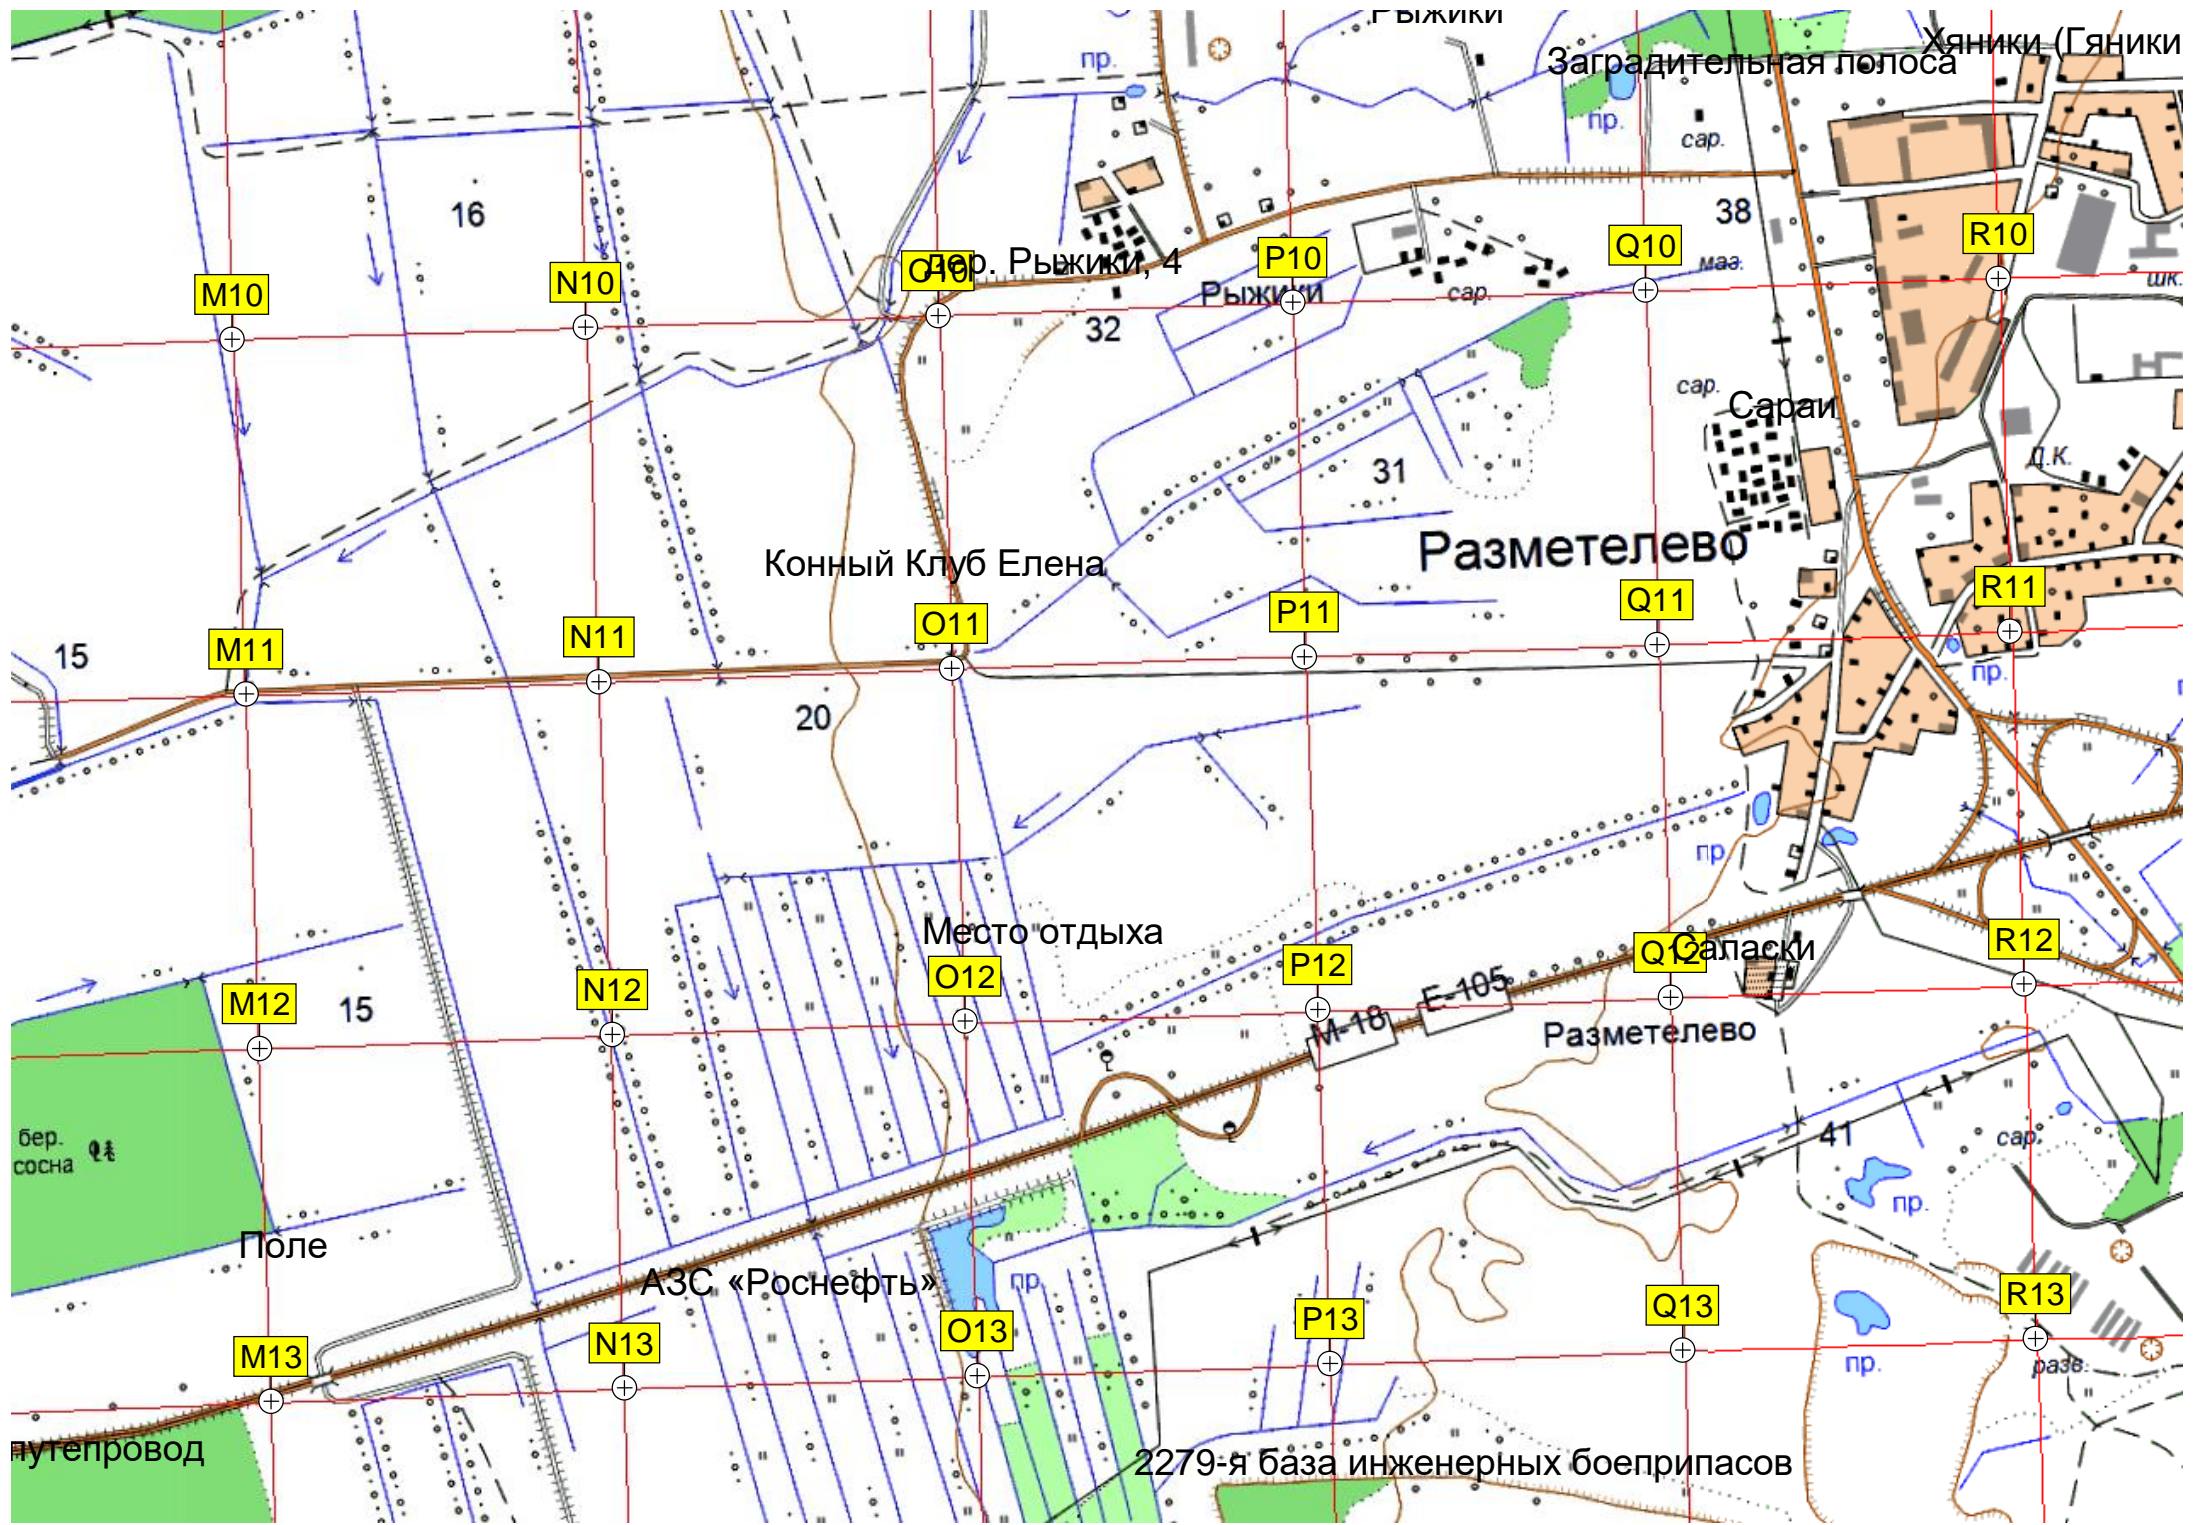 Рыжики
Хяники (Гяники
Заградительная полоса
пр.
пр.
сар.
16
38
R10
Q10
P10
дер. Рыжики, 4
O10
N10
M10
маз.
шк.
Рыжики
сар.
32
сар.
Сараи
31
Д.К.
Разметелево
Конный Клуб Елена
R11
Q11
P11
O11
N11
M11
15
пр.
20
пр.
Место отдыха
Саласки
R12
Q12
P12
O12
N12
M12
15
E-105
M-18
Разметелево
41
сар.
бер.
сосна
пр.
Поле
АЗС «Роснефть»
пр.
R13
Q13
P13
O13
N13
M13
пр.
разв.
путепровод
2279-я база инженерных боеприпасов